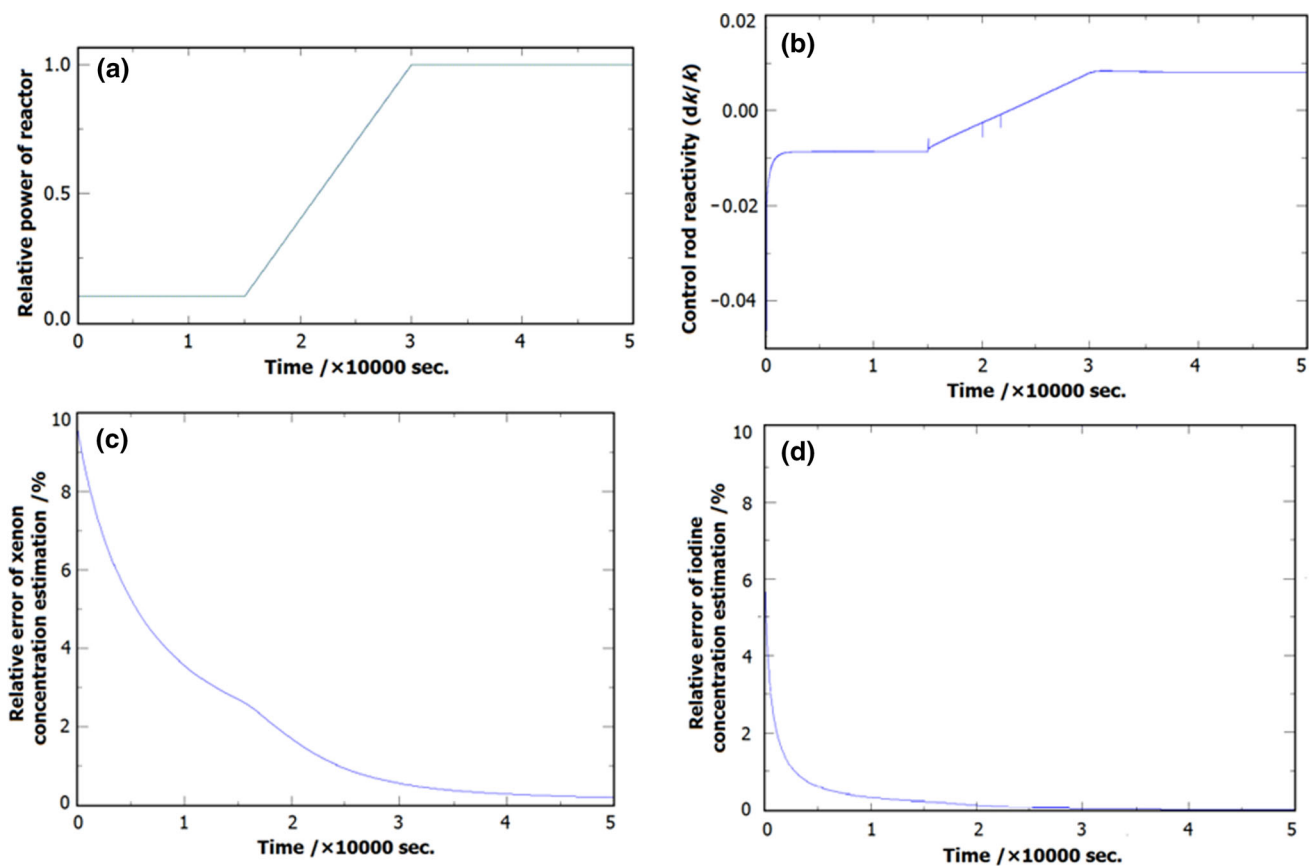 (a)
Relative power of reactor
1.0
0.5
0.0
0 1 2 3 4 5
Time /×10000 sec.
(b)
Control rod reactivity (dk/k)
0.02
0.00
−0.02
−0.04
0 1 2 3 4 5
Time /×10000 sec.
(c)
Relative error of xenon
concentration estimation /%
10
8
6
4
2
0
0 1 2 3 4 5
Time /×10000 sec.
(d)
Relative error of iodine
concentration estimation /%
10
8
6
4
2
0
0 1 2 3 4 5
Time /×10000 sec.